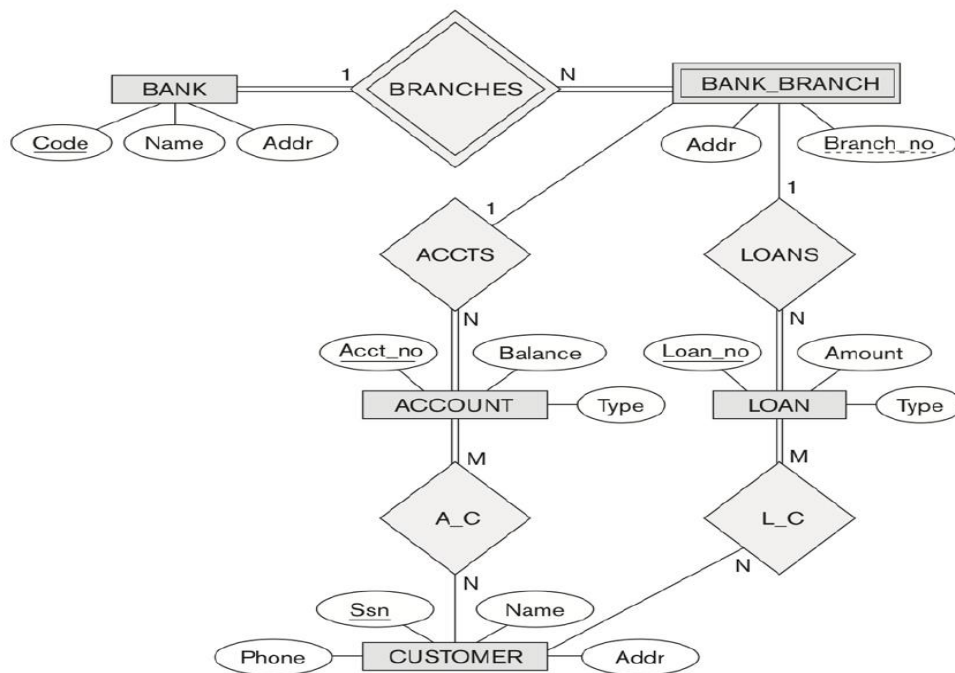 1 N
BANK BRANCHES BANK_BRANCH
Code Name Addr Addr Branch_no
1 1
ACCTS LOANS
N N
Acct_no Balance Loan_no Amount
ACCOUNT Type LOAN Type
M M
A_C L_C
N N
Ssn Name
Phone CUSTOMER Addr